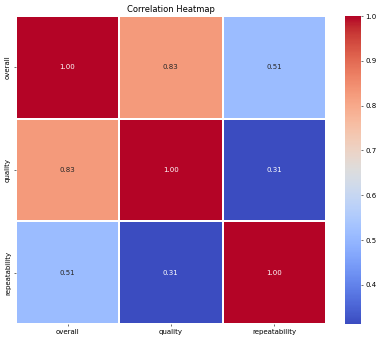 Correlation Heatmap
overall
1.00
0.83
0.51
quality
0.83
1.00
0.31
repeatability
0.51
0.31
1.00
overall
quality
repeatability
1.0
0.9
0.8
0.7
0.6
0.5
0.4